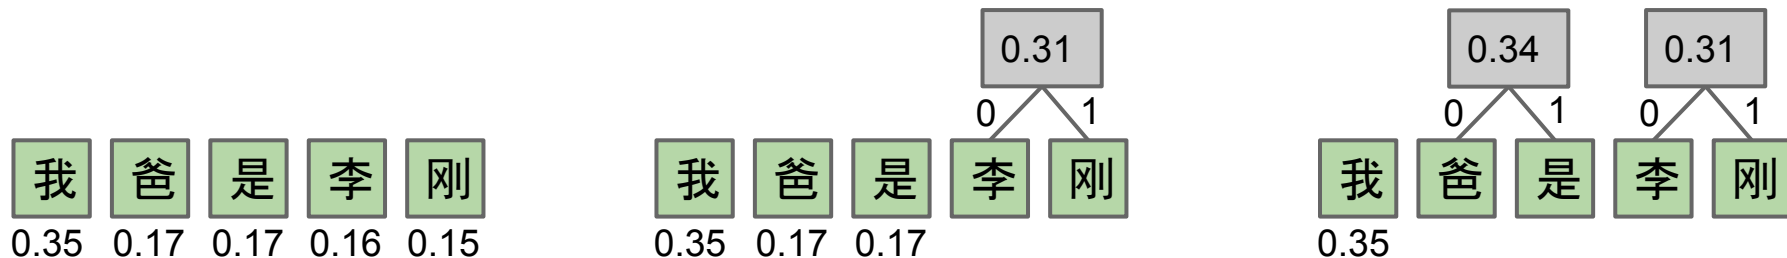 0.31 0.34 0.31
0 1 0 1 0 1
我 爸 是 李 刚 我 爸 是 李 刚 我 爸 是 李 刚
0.35 0.17 0.17 0.16 0.15 0.35 0.17 0.17 0.35